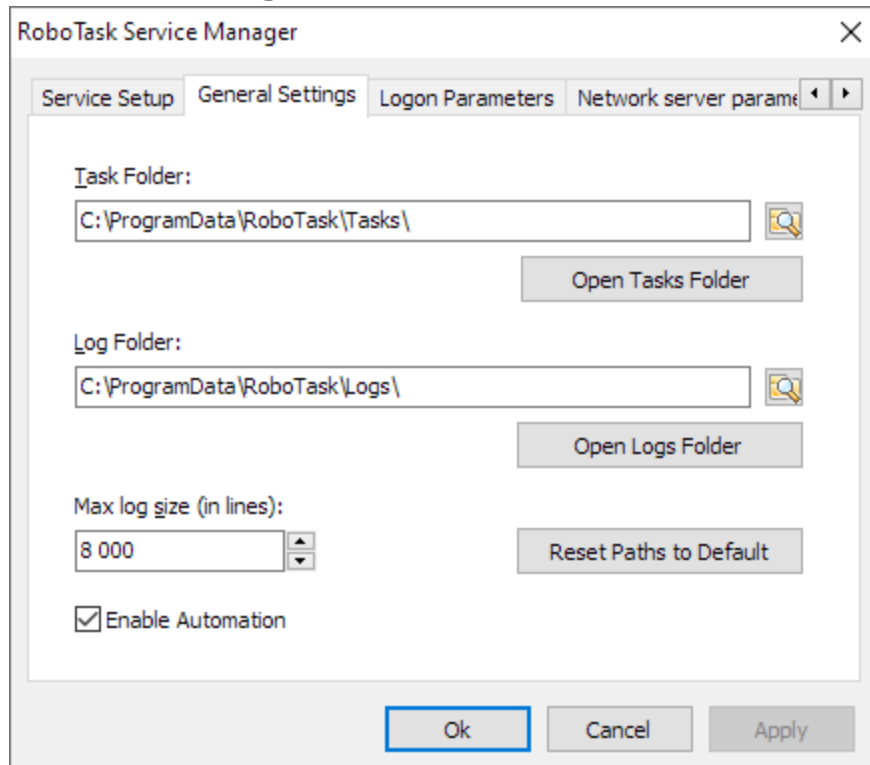 RoboTask Service Manager
Service Setup General Settings Logon Parameters Network server
Task Folder:
C:\ProgramData\RoboTask\Tasks\
Open Tasks Folder
Log Folder:
C:\ProgramData\RoboTask\Logs\
Open Logs Folder
Max log size (in lines):
8 000 Reset Paths to Default
Enable Automation
Ok Cancel Apply